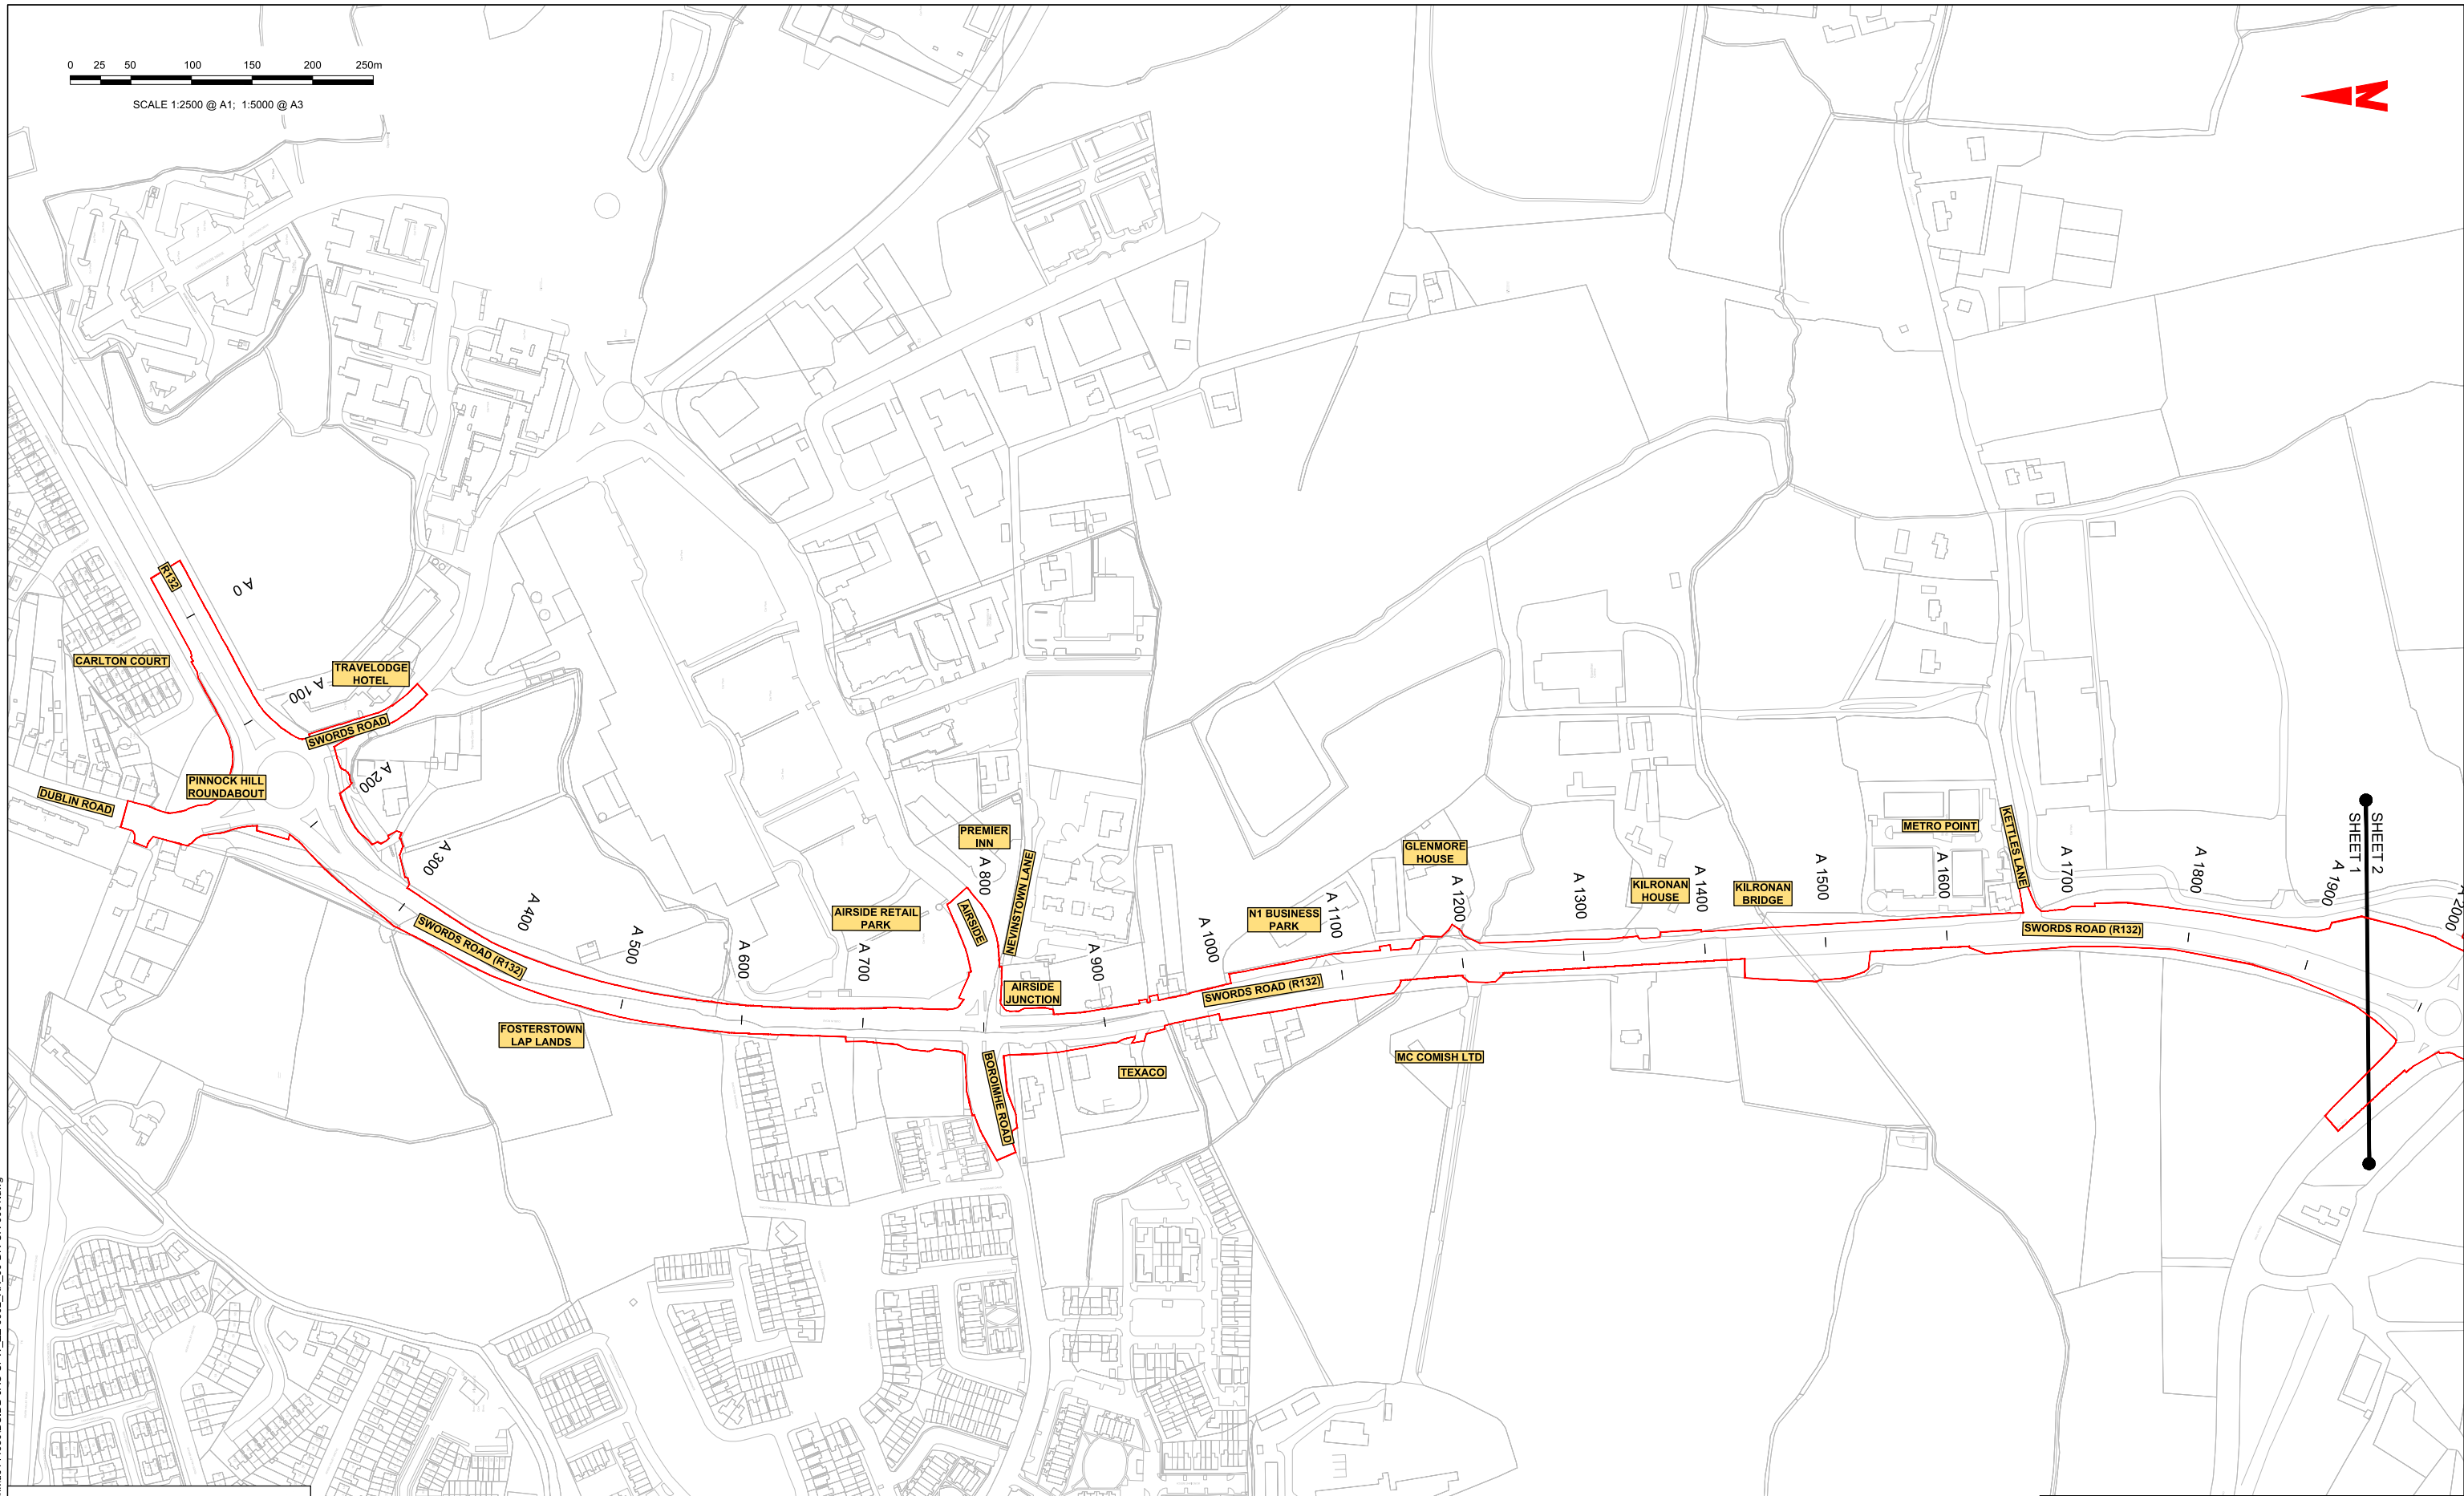 0 25 50 100 150 200 250m
SCALE 1:2500 @ A1; 1:5000 @ A3
N
R132
A 0
CARLTON COURT
TRAVELODGE
HOTEL
A 100
SWORDS ROAD
PINNOCK HILL
ROUNDABOUT
A 200
DUBLIN ROAD
A 300
A 400
SWORDS ROAD (R132)
A 500
A 600
FOSTERSTOWN
LAP LANDS
AIRSIDE RETAIL
PARK
A 700
PREMIER
INN
A 800
AIRSIDE
NEVINSTOWN LANE
AIRSIDE
JUNCTION
A 900
BOROIMHE ROAD
TEXACO
A 1000
SWORDS ROAD (R132)
N1 BUSINESS
PARK
A 1100
GLENMORE
HOUSE
A 1200
MC COMISH LTD
A 1300
KILRONAN
HOUSE
A 1400
KILRONAN
BRIDGE
A 1500
METRO POINT
A 1600
KETTLES LANE
A 1700
SWORDS ROAD (R132)
A 1800
A 1900
SHEET 2
SHEET 1
2000